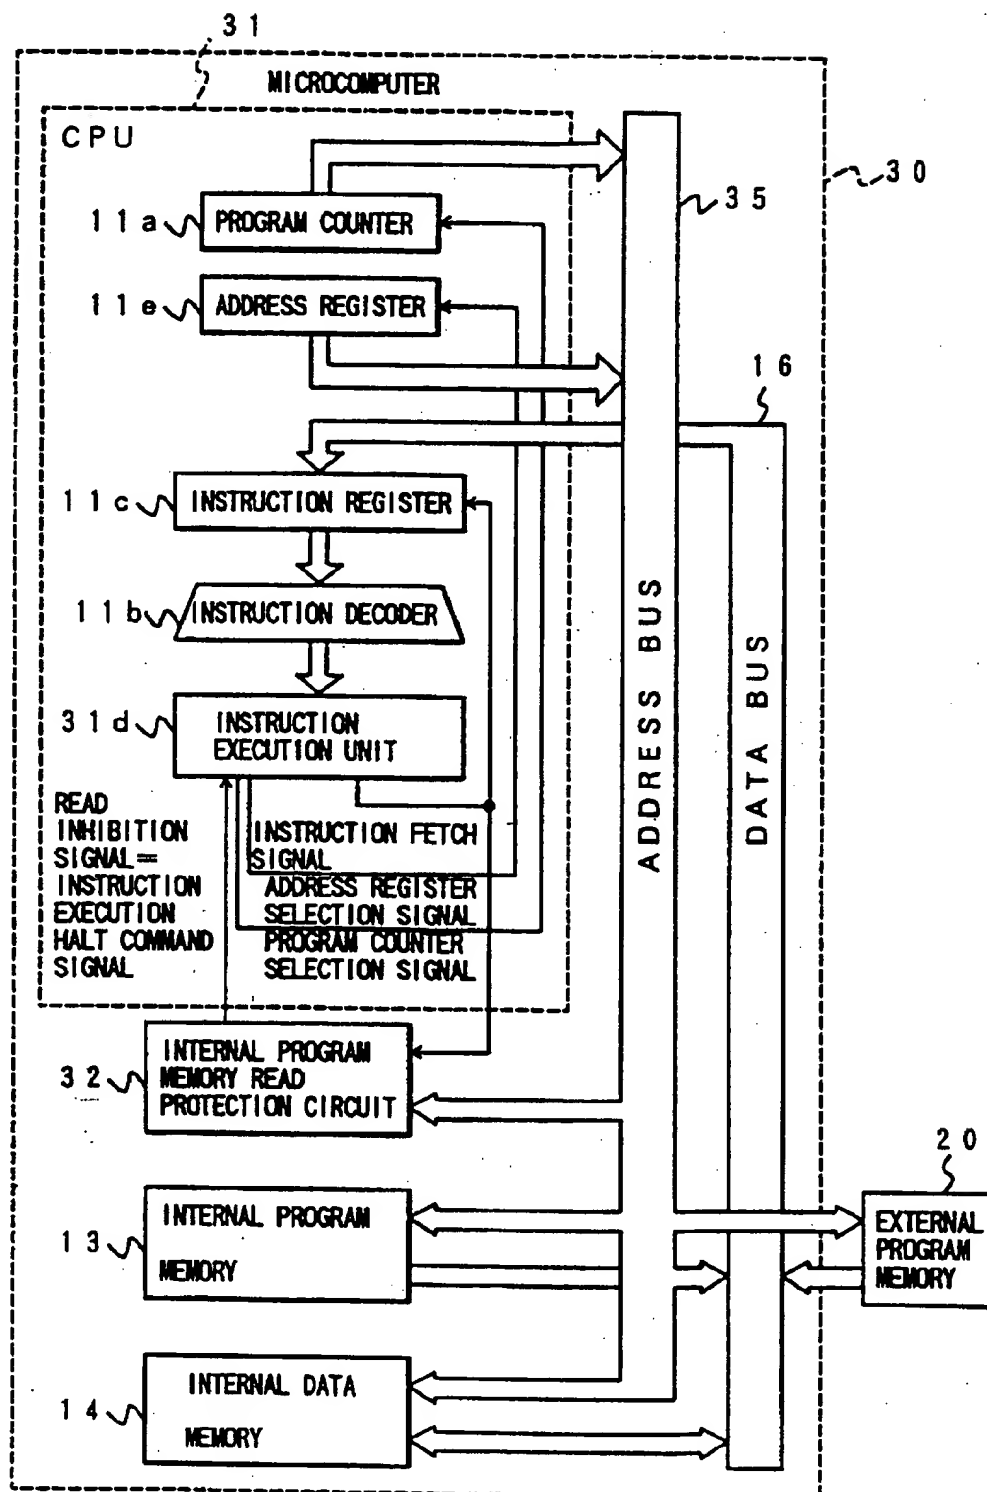 31
MICROCOMPUTER
CPU
30
35
11a
PROGRAM COUNTER
11e
ADDRESS REGISTER
16
11c
INSTRUCTION REGISTER
11b
INSTRUCTION DECODER
ADDRESS BUS
DATA BUS
31d
INSTRUCTION
EXECUTION UNIT
READ
INHIBITION
SIGNAL=
INSTRUCTION
EXECUTION
HALT COMMAND
SIGNAL
INSTRUCTION FETCH
SIGNAL
ADDRESS REGISTER
SELECTION SIGNAL
PROGRAM COUNTER
SELECTION SIGNAL
32
INTERNAL PROGRAM
MEMORY READ
PROTECTION CIRCUIT
20
13
INTERNAL PROGRAM
MEMORY
EXTERNAL
PROGRAM
MEMORY
14
INTERNAL DATA
MEMORY